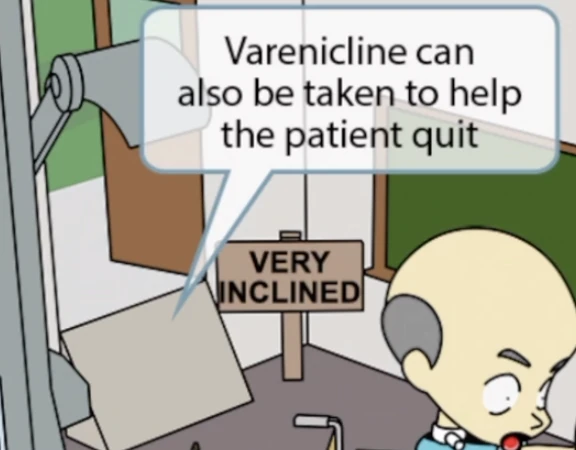 Varenicline can
also be taken to help
the patient quit
VERY
INCLINED